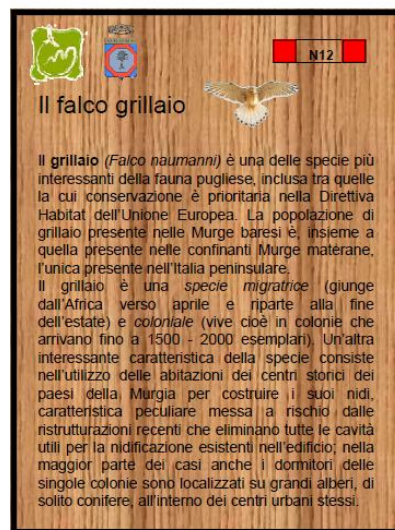 N12
Il falco grillaio
Il grillaio (Falco naumanni) è una delle specie più
interessanti della fauna pugliese, inclusa tra quelle
la cui conservazione è prioritaria nella Direttiva
Habitat dell'Unione Europea. La popolazione di
grillaio presente nelle Murge baresi è, insieme a
quella presente nelle confinanti Murge materane,
l'unica presente nell'Italia peninsulare.
Il grillaio è una specie migratrice (giunge
dall'Africa verso aprile e riparte alla fine
dell'estate) e coloniale (vive cioè in colonie che
arrivano fino a 1500 - 2000 esemplari). Un'altra
interessante caratteristica della specie consiste
nell'utilizzo delle abitazioni dei centri storici dei
paesi della Murgia per costruire i suoi nidi,
caratteristica peculiare messa a rischio dalle
ristrutturazioni recenti che eliminano tutte le cavità
utili per la nidificazione esistenti nell'edificio; nella
maggior parte dei casi anche i dormitori delle
singole colonie sono localizzati su grandi alberi, di
solito conifere, all'interno dei centri urbani stessi.